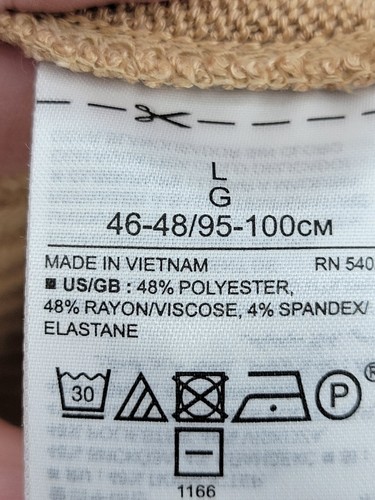 L
G
46-48/95-100CM
MADE IN VIETNAM RN 540
■ US/GB : 48% POLYESTER,
48% RAYON/VISCOSE, 4% SPANDEX/
ELASTANE
30 P ®
1166